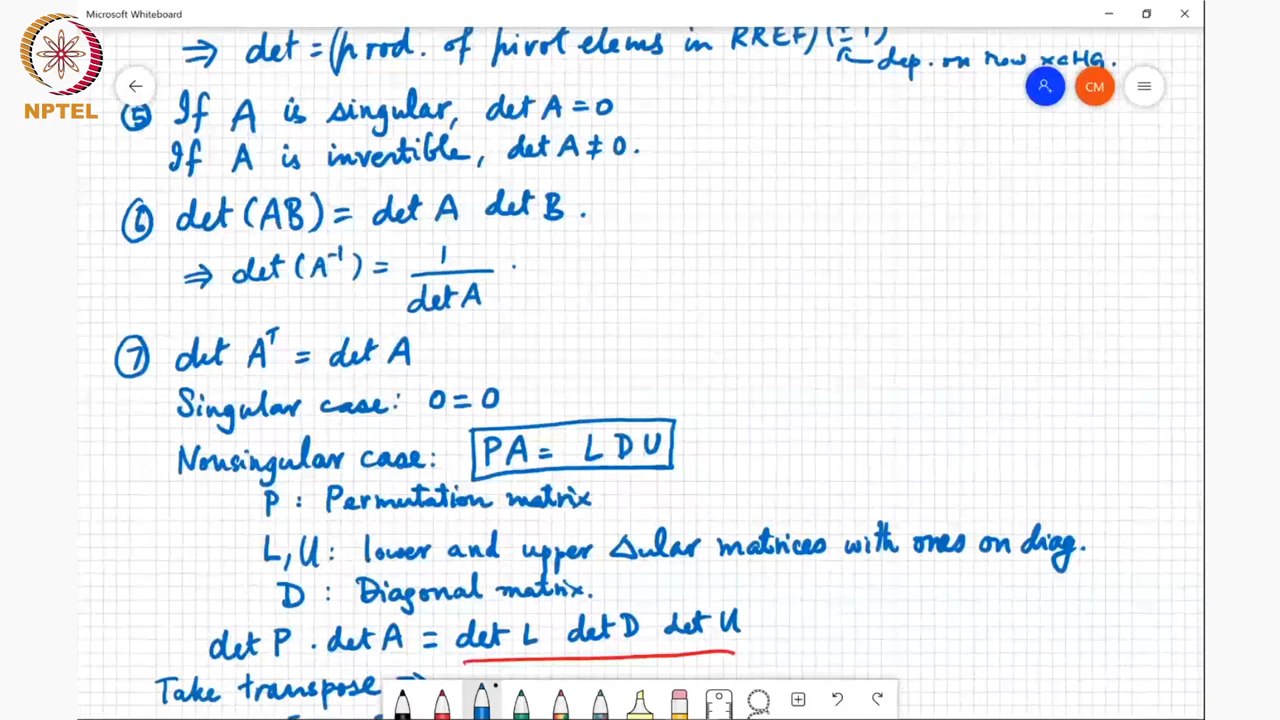 Microsoft Whiteboard
NPTEL
CM
⇒ det = (prod. of pivot elems in RREF) (±1)
dep. on row xcHG.
⑤ If A is singular, det A = 0
If A is invertible, det A ≠ 0.
⑥ det (AB) = det A det B.
⇒ det (A⁻¹) = 1 / det A .
⑦ det Aᵀ = det A
Singular case: 0 = 0
Nonsingular case: PA = L D U
P : Permutation matrix
L, U : lower and upper Δular matrices with ones on diag.
D : Diagonal matrix.
det P . det A = det L det D det U
Take transpose ⇒